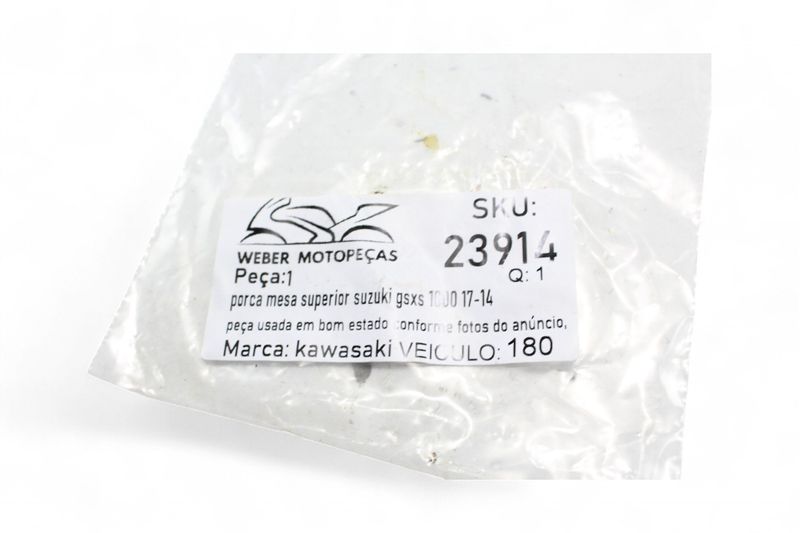 SKU:
WEBER MOTOPEÇAS
23914
Peça:1
Q: 1
porca mesa superior suzuki gsxs 1000 17-14
peça usada em bom estado conforme fotos do anúncio,
Marca: kawasaki VEICULO: 180